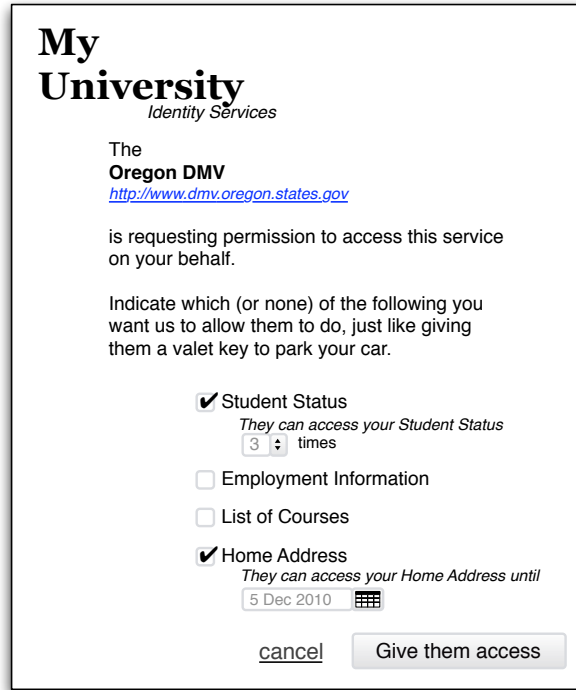 My
University
Identity Services
The
Oregon DMV
http://www.dmv.oregon.states.gov
is requesting permission to access this service
on your behalf.
Indicate which (or none) of the following you
want us to allow them to do, just like giving
them a valet key to park your car.
✔ Student Status
They can access your Student Status
3 times
Employment Information
List of Courses
✔ Home Address
They can access your Home Address until
5 Dec 2010
cancel Give them access